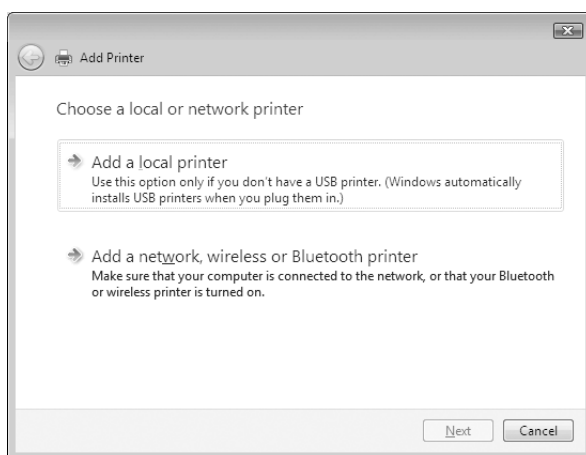 Add Printer
Choose a local or network printer
Add a local printer
Use this option only if you don't have a USB printer. (Windows automatically
installs USB printers when you plug them in.)
Add a network, wireless or Bluetooth printer
Make sure that your computer is connected to the network, or that your Bluetooth
or wireless printer is turned on.
Next Cancel